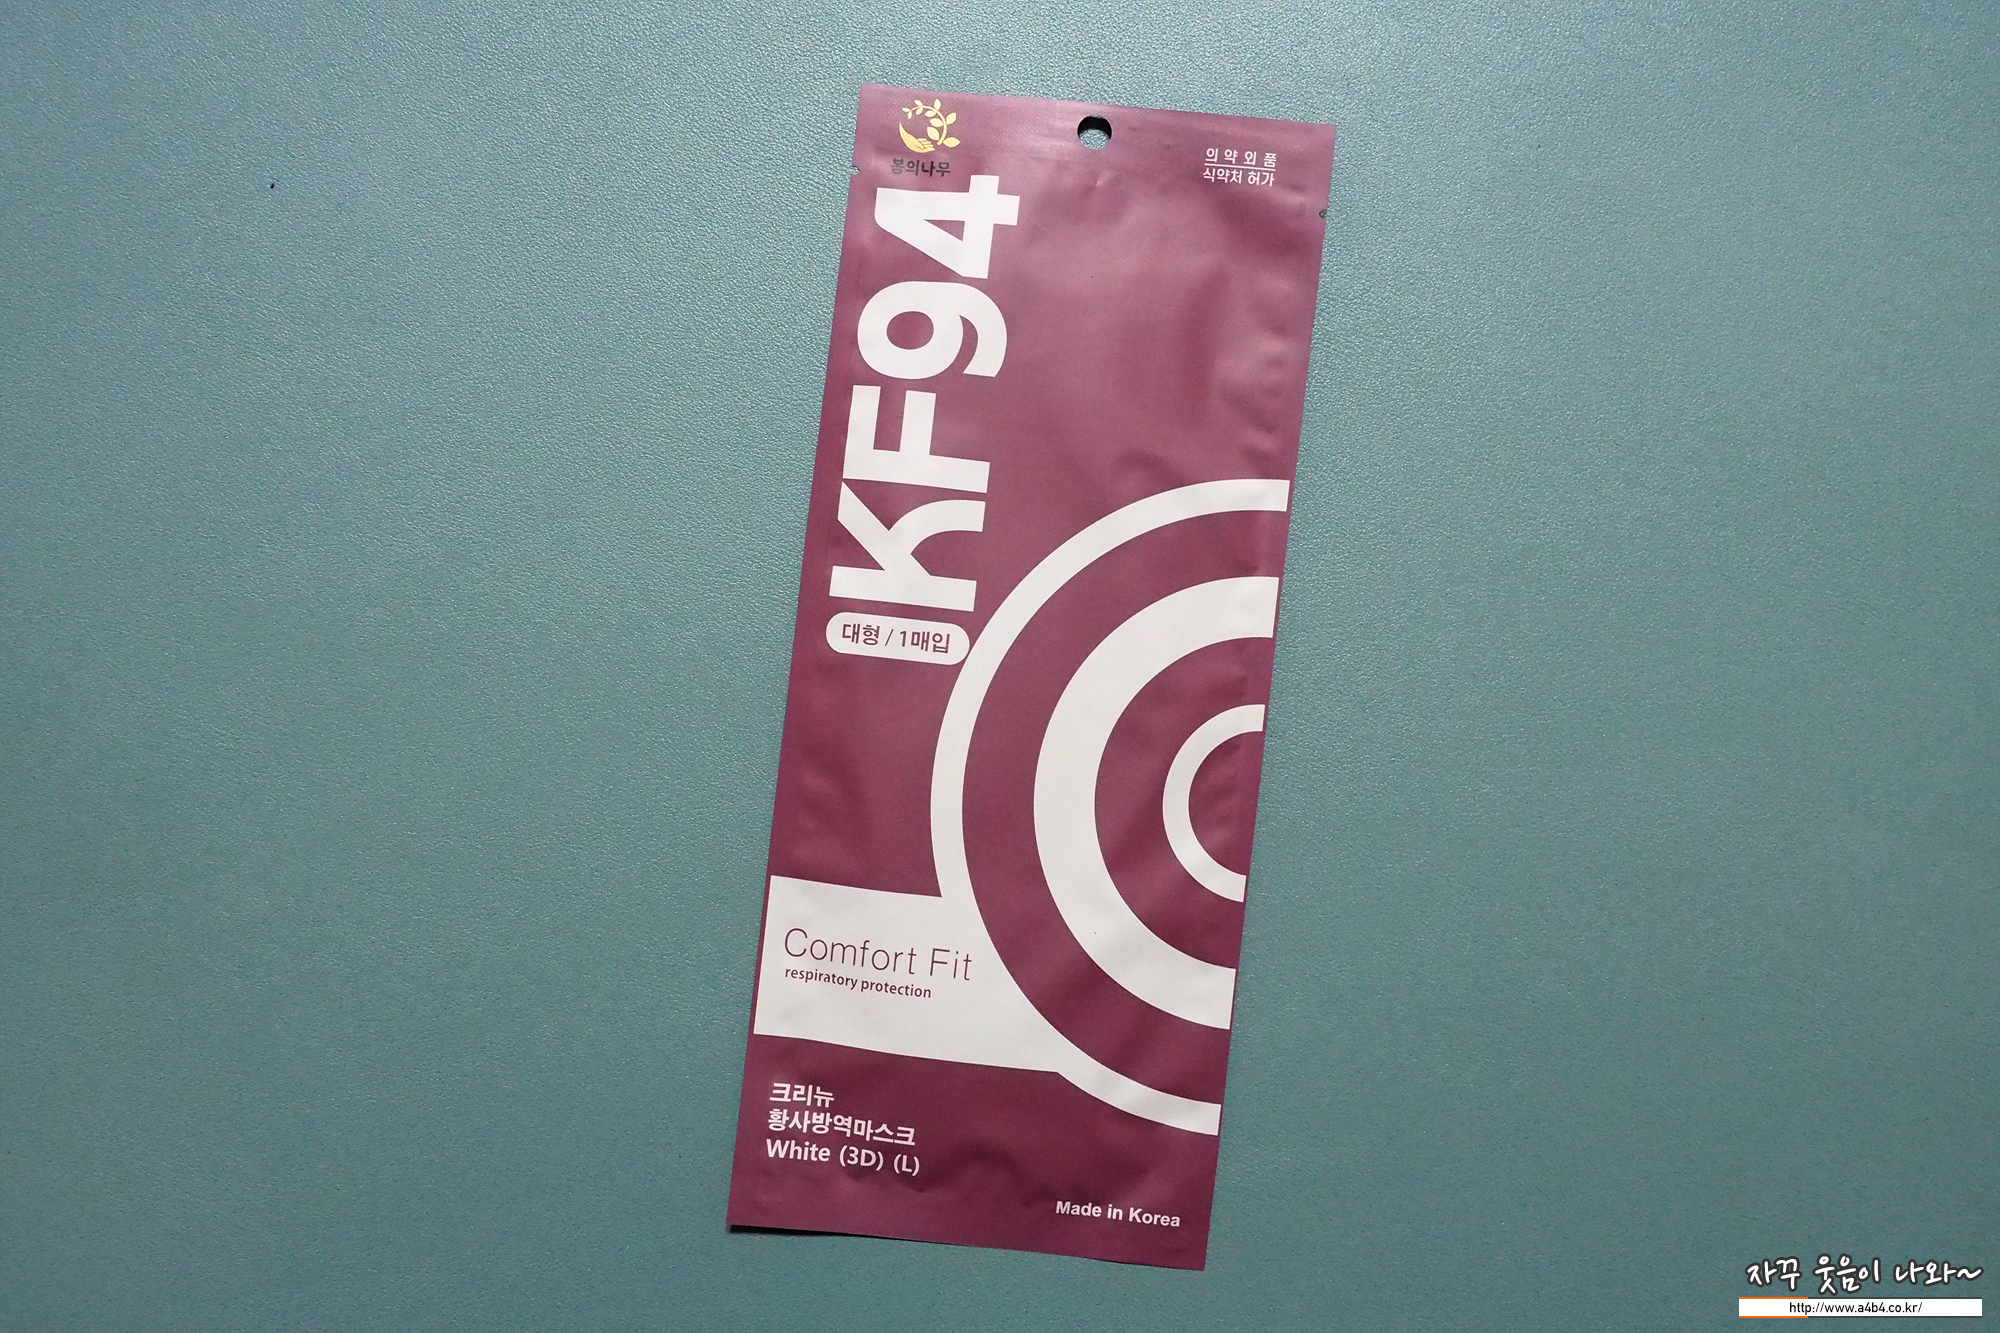 봄의나무
의약외품
식약처 허가
KF94
대형 / 1매입
Comfort Fit
respiratory protection
크리뉴
황사방역마스크
White (3D) (L)
Made in Korea
자꾸 웃음이 나와~
http://www.a4b4.co.kr/